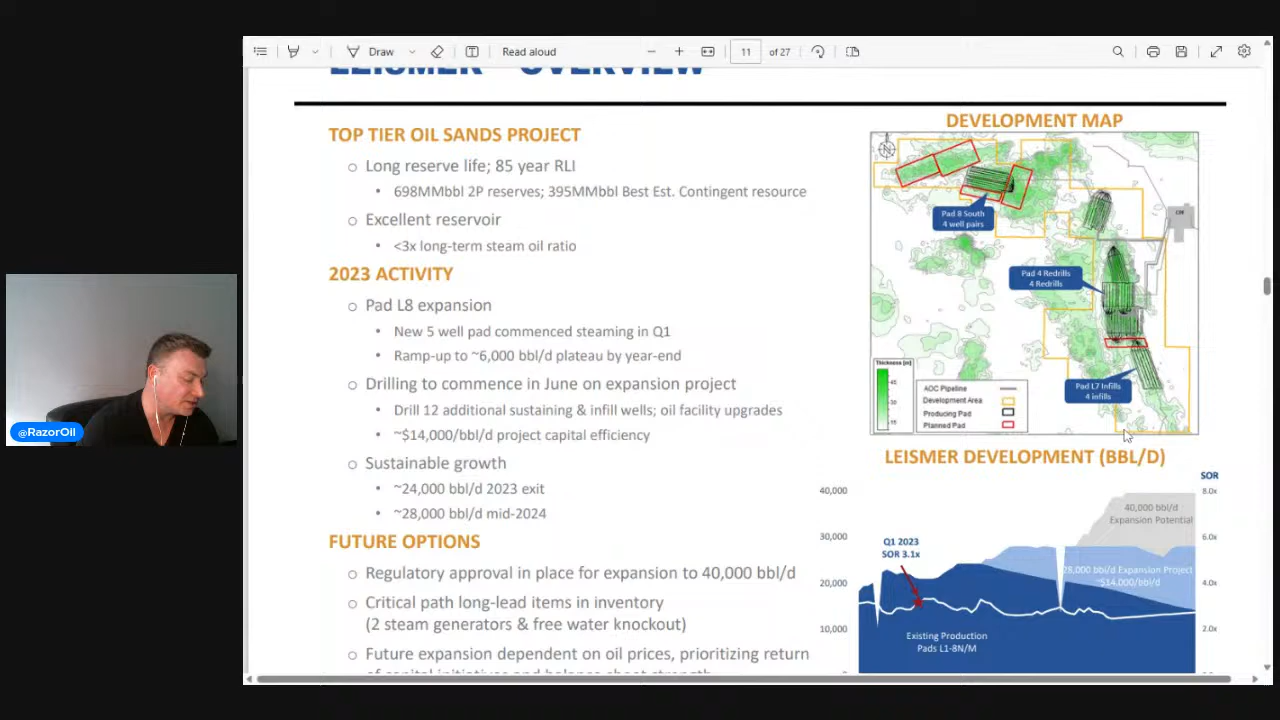 Draw
Read aloud
11
of 27
LEISMER – OVERVIEW
TOP TIER OIL SANDS PROJECT
Long reserve life; 85 year RLI
698MMbbl 2P reserves; 395MMbbl Best Est. Contingent resource
Excellent reservoir
<3x long-term steam oil ratio
2023 ACTIVITY
Pad L8 expansion
New 5 well pad commenced steaming in Q1
Ramp-up to ~6,000 bbl/d plateau by year-end
Drilling to commence in June on expansion project
Drill 12 additional sustaining & infill wells; oil facility upgrades
~$14,000/bbl/d project capital efficiency
Sustainable growth
~24,000 bbl/d 2023 exit
~28,000 bbl/d mid-2024
FUTURE OPTIONS
Regulatory approval in place for expansion to 40,000 bbl/d
Critical path long-lead items in inventory
(2 steam generators & free water knockout)
Future expansion dependent on oil prices, prioritizing return
of capital initiatives and balance sheet strength
DEVELOPMENT MAP
N
Pad 8 South
4 well pairs
Pad 4 Redrills
4 Redrills
Pad L7 Infills
4 infills
Thickness [m]
AOC Pipeline
Development Area
Producing Pad
Planned Pad
LEISMER DEVELOPMENT (BBL/D)
SOR
40,000
8.0x
40,000 bbl/d
Expansion Potential
30,000
6.0x
Q1 2023
SOR 3.1x
28,000 bbl/d Expansion Project
~$14,000/bbl/d
20,000
4.0x
10,000
2.0x
Existing Production
Pads L1-8N/M
@RazorOil